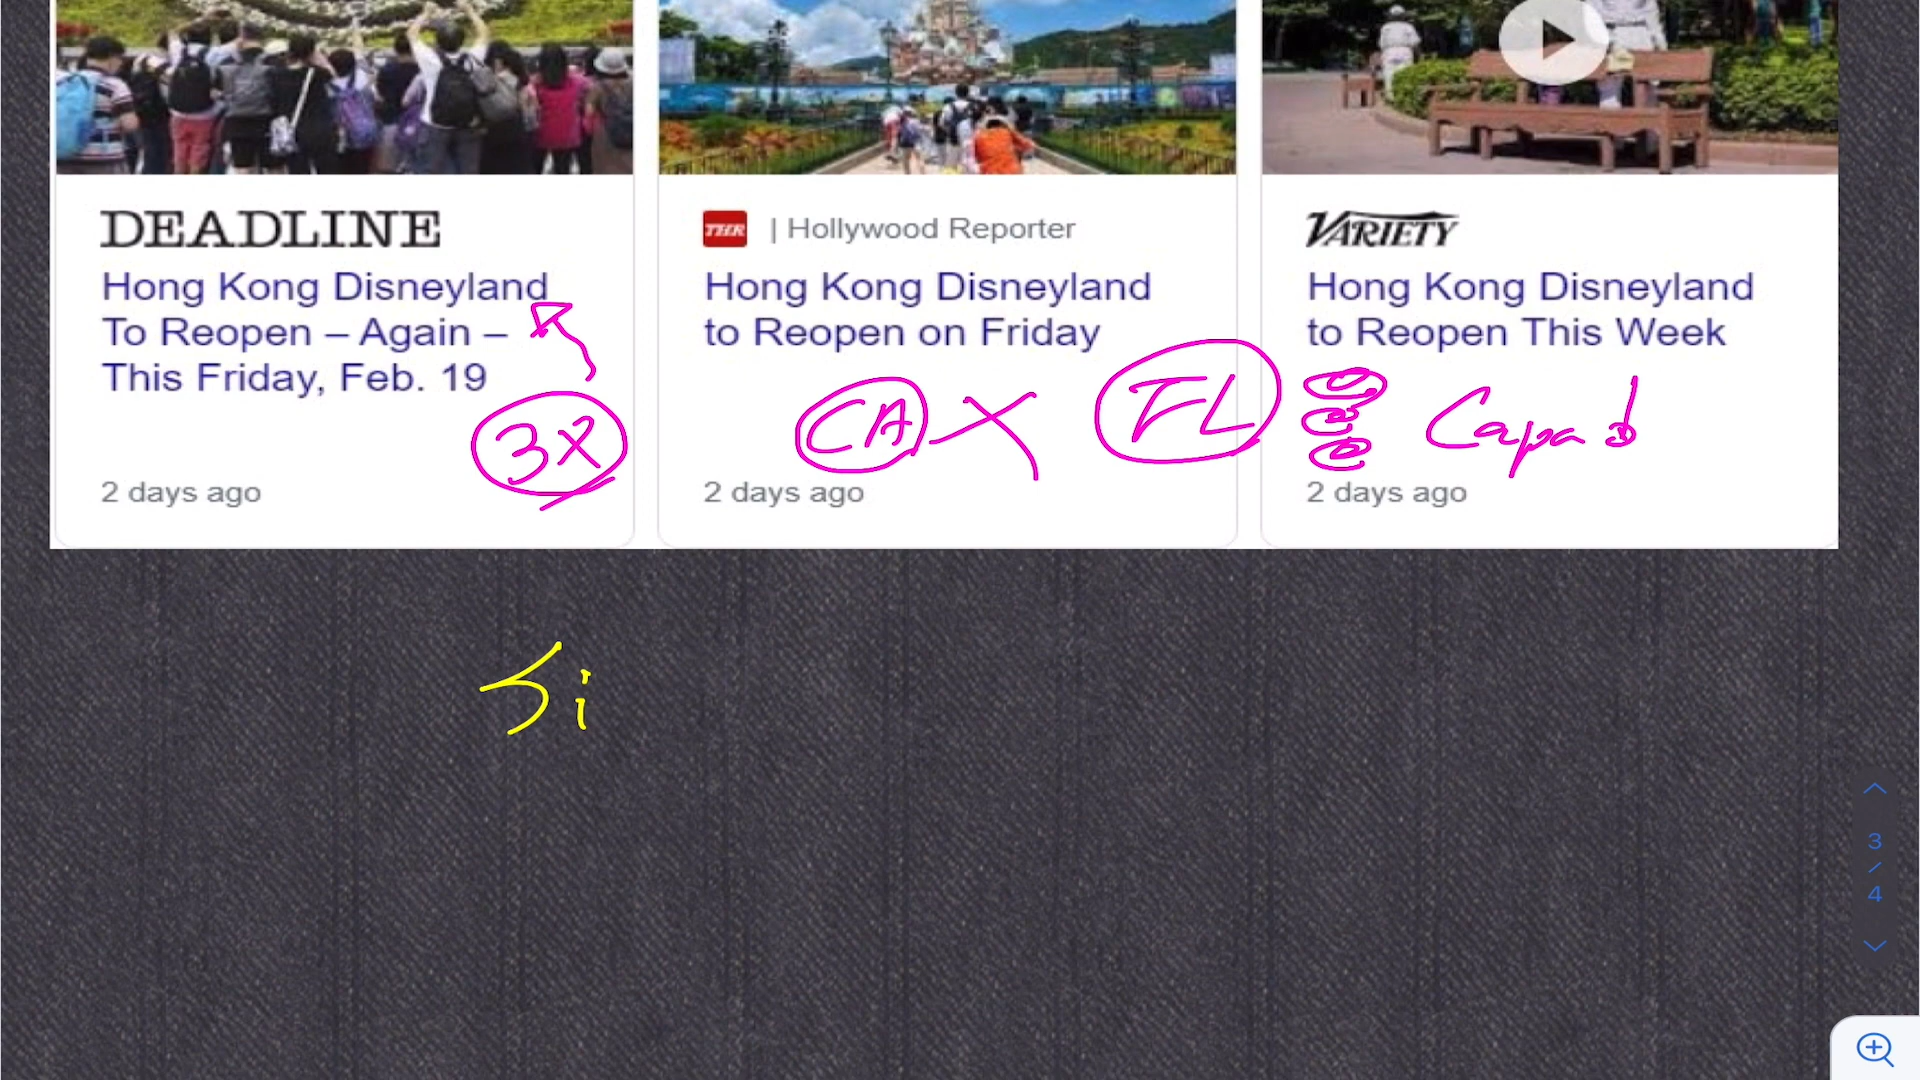 DEADLINE
Hong Kong Disneyland
To Reopen – Again –
This Friday, Feb. 19
3X
2 days ago
THR | Hollywood Reporter
Hong Kong Disneyland
to Reopen on Friday
CA X FL
2 days ago
VARIETY
Hong Kong Disneyland
to Reopen This Week
2 days ago
Si
3
/
4